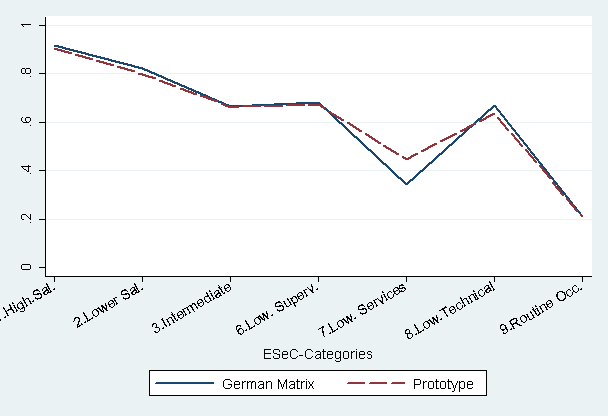 1
.8
.6
.4
.2
0
.High.Sal.
2.Lower Sal.
3.Intermediate
6.Low. Superv.
7.Low. Services
8.Low.Technical
9.Routine Occ.
ESeC-Categories
German Matrix
Prototype